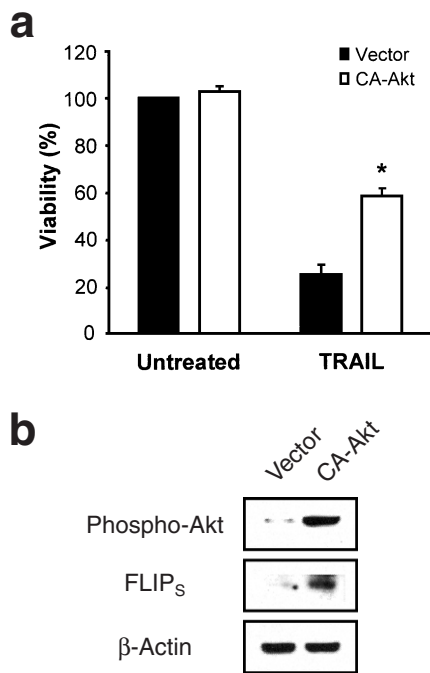 a
120
100
80
60
40
20
0
Viability (%)
Vector
CA-Akt
*
Untreated
TRAIL
b
Vector
CA-Akt
Phospho-Akt
FLIPS
β-Actin